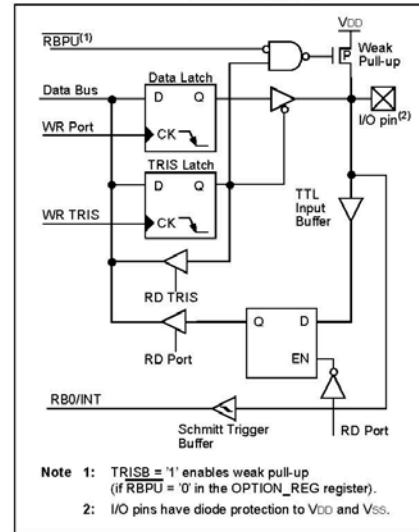 RBPU(1)
VDD
P Weak
Pull-up
Data Latch
Data Bus
D Q
I/O pin(2)
WR Port
CK
TRIS Latch
D Q
TTL
Input
Buffer
WR TRIS
CK
RD TRIS
Q D
RD Port
EN
RB0/INT
Schmitt Trigger
Buffer
RD Port
Note 1: TRISB = '1' enables weak pull-up
(if RBPU = '0' in the OPTION_REG register).
2: I/O pins have diode protection to VDD and VSS.